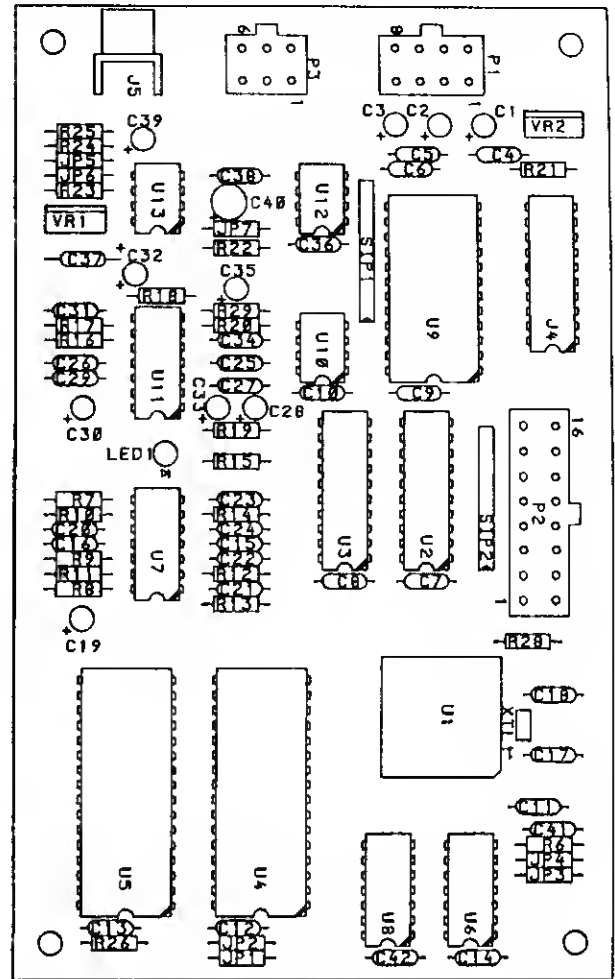 6
8
P3
P1
J5
1
1
C39
C3
C2
C1
VR2
R25
R24
JP5
JP6
R23
U13
C38
C40
U12
C5
C6
C4
R21
VR1
JP7
R22
C36
SIP1
C37
C32
C35
R18
C31
R17
R16
R29
R20
C34
U9
J4
C26
C29
U11
C25
C27
U10
C10
C9
C30
C33
C28
R19
16
LED1
R15
P2
R7
R10
C20
C16
R9
R11
R8
U7
C23
R14
C24
C15
C22
R12
C21
R13
U3
U2
SIP2
C8
C7
1
C19
R28
U1
XTL
1
C18
C17
C11
C41
R6
JP4
JP3
U5
U4
U8
U6
C13
R26
C12
JP2
JP1
C42
C14